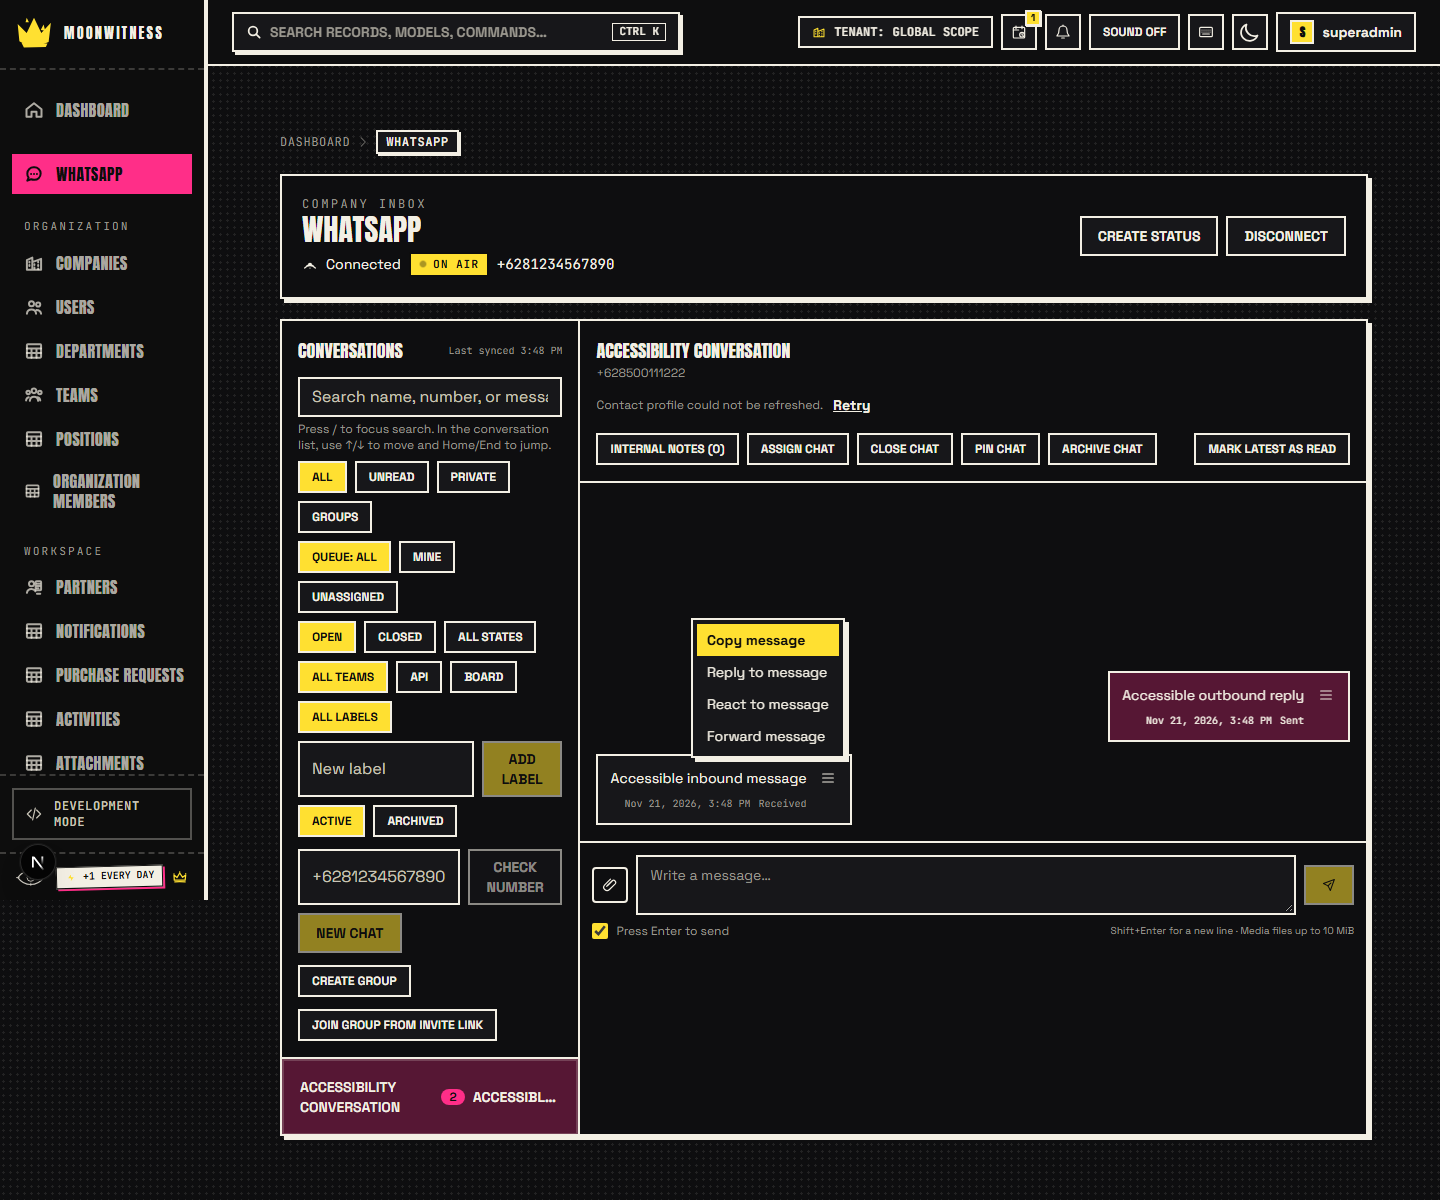 MOONWITNESS
SEARCH RECORDS, MODELS, COMMANDS...
CTRL K
TENANT: GLOBAL SCOPE
1
SOUND OFF
S
superadmin
DASHBOARD
WHATSAPP
ORGANIZATION
COMPANIES
USERS
DEPARTMENTS
TEAMS
POSITIONS
ORGANIZATION
MEMBERS
WORKSPACE
PARTNERS
NOTIFICATIONS
PURCHASE REQUESTS
ACTIVITIES
ATTACHMENTS
DEVELOPMENT
MODE
N
+1 EVERY DAY
DASHBOARD
WHATSAPP
COMPANY INBOX
WHATSAPP
Connected
ON AIR
+6281234567890
CREATE STATUS
DISCONNECT
CONVERSATIONS
Last synced 3:48 PM
Search name, number, or messa
Press / to focus search. In the conversation
list, use ↑/↓ to move and Home/End to jump.
ALL
UNREAD
PRIVATE
GROUPS
QUEUE: ALL
MINE
UNASSIGNED
OPEN
CLOSED
ALL STATES
ALL TEAMS
API
BOARD
ALL LABELS
New label
ADD
LABEL
ACTIVE
ARCHIVED
+6281234567890
CHECK
NUMBER
NEW CHAT
CREATE GROUP
JOIN GROUP FROM INVITE LINK
ACCESSIBILITY
CONVERSATION
2
ACCESSIBL...
ACCESSIBILITY CONVERSATION
+628500111222
Contact profile could not be refreshed.
Retry
INTERNAL NOTES (0)
ASSIGN CHAT
CLOSE CHAT
PIN CHAT
ARCHIVE CHAT
MARK LATEST AS READ
Copy message
Reply to message
React to message
Forward message
Accessible outbound reply
Nov 21, 2026, 3:48 PM Sent
Accessible inbound message
Nov 21, 2026, 3:48 PM Received
Write a message...
Press Enter to send
Shift+Enter for a new line · Media files up to 10 MiB